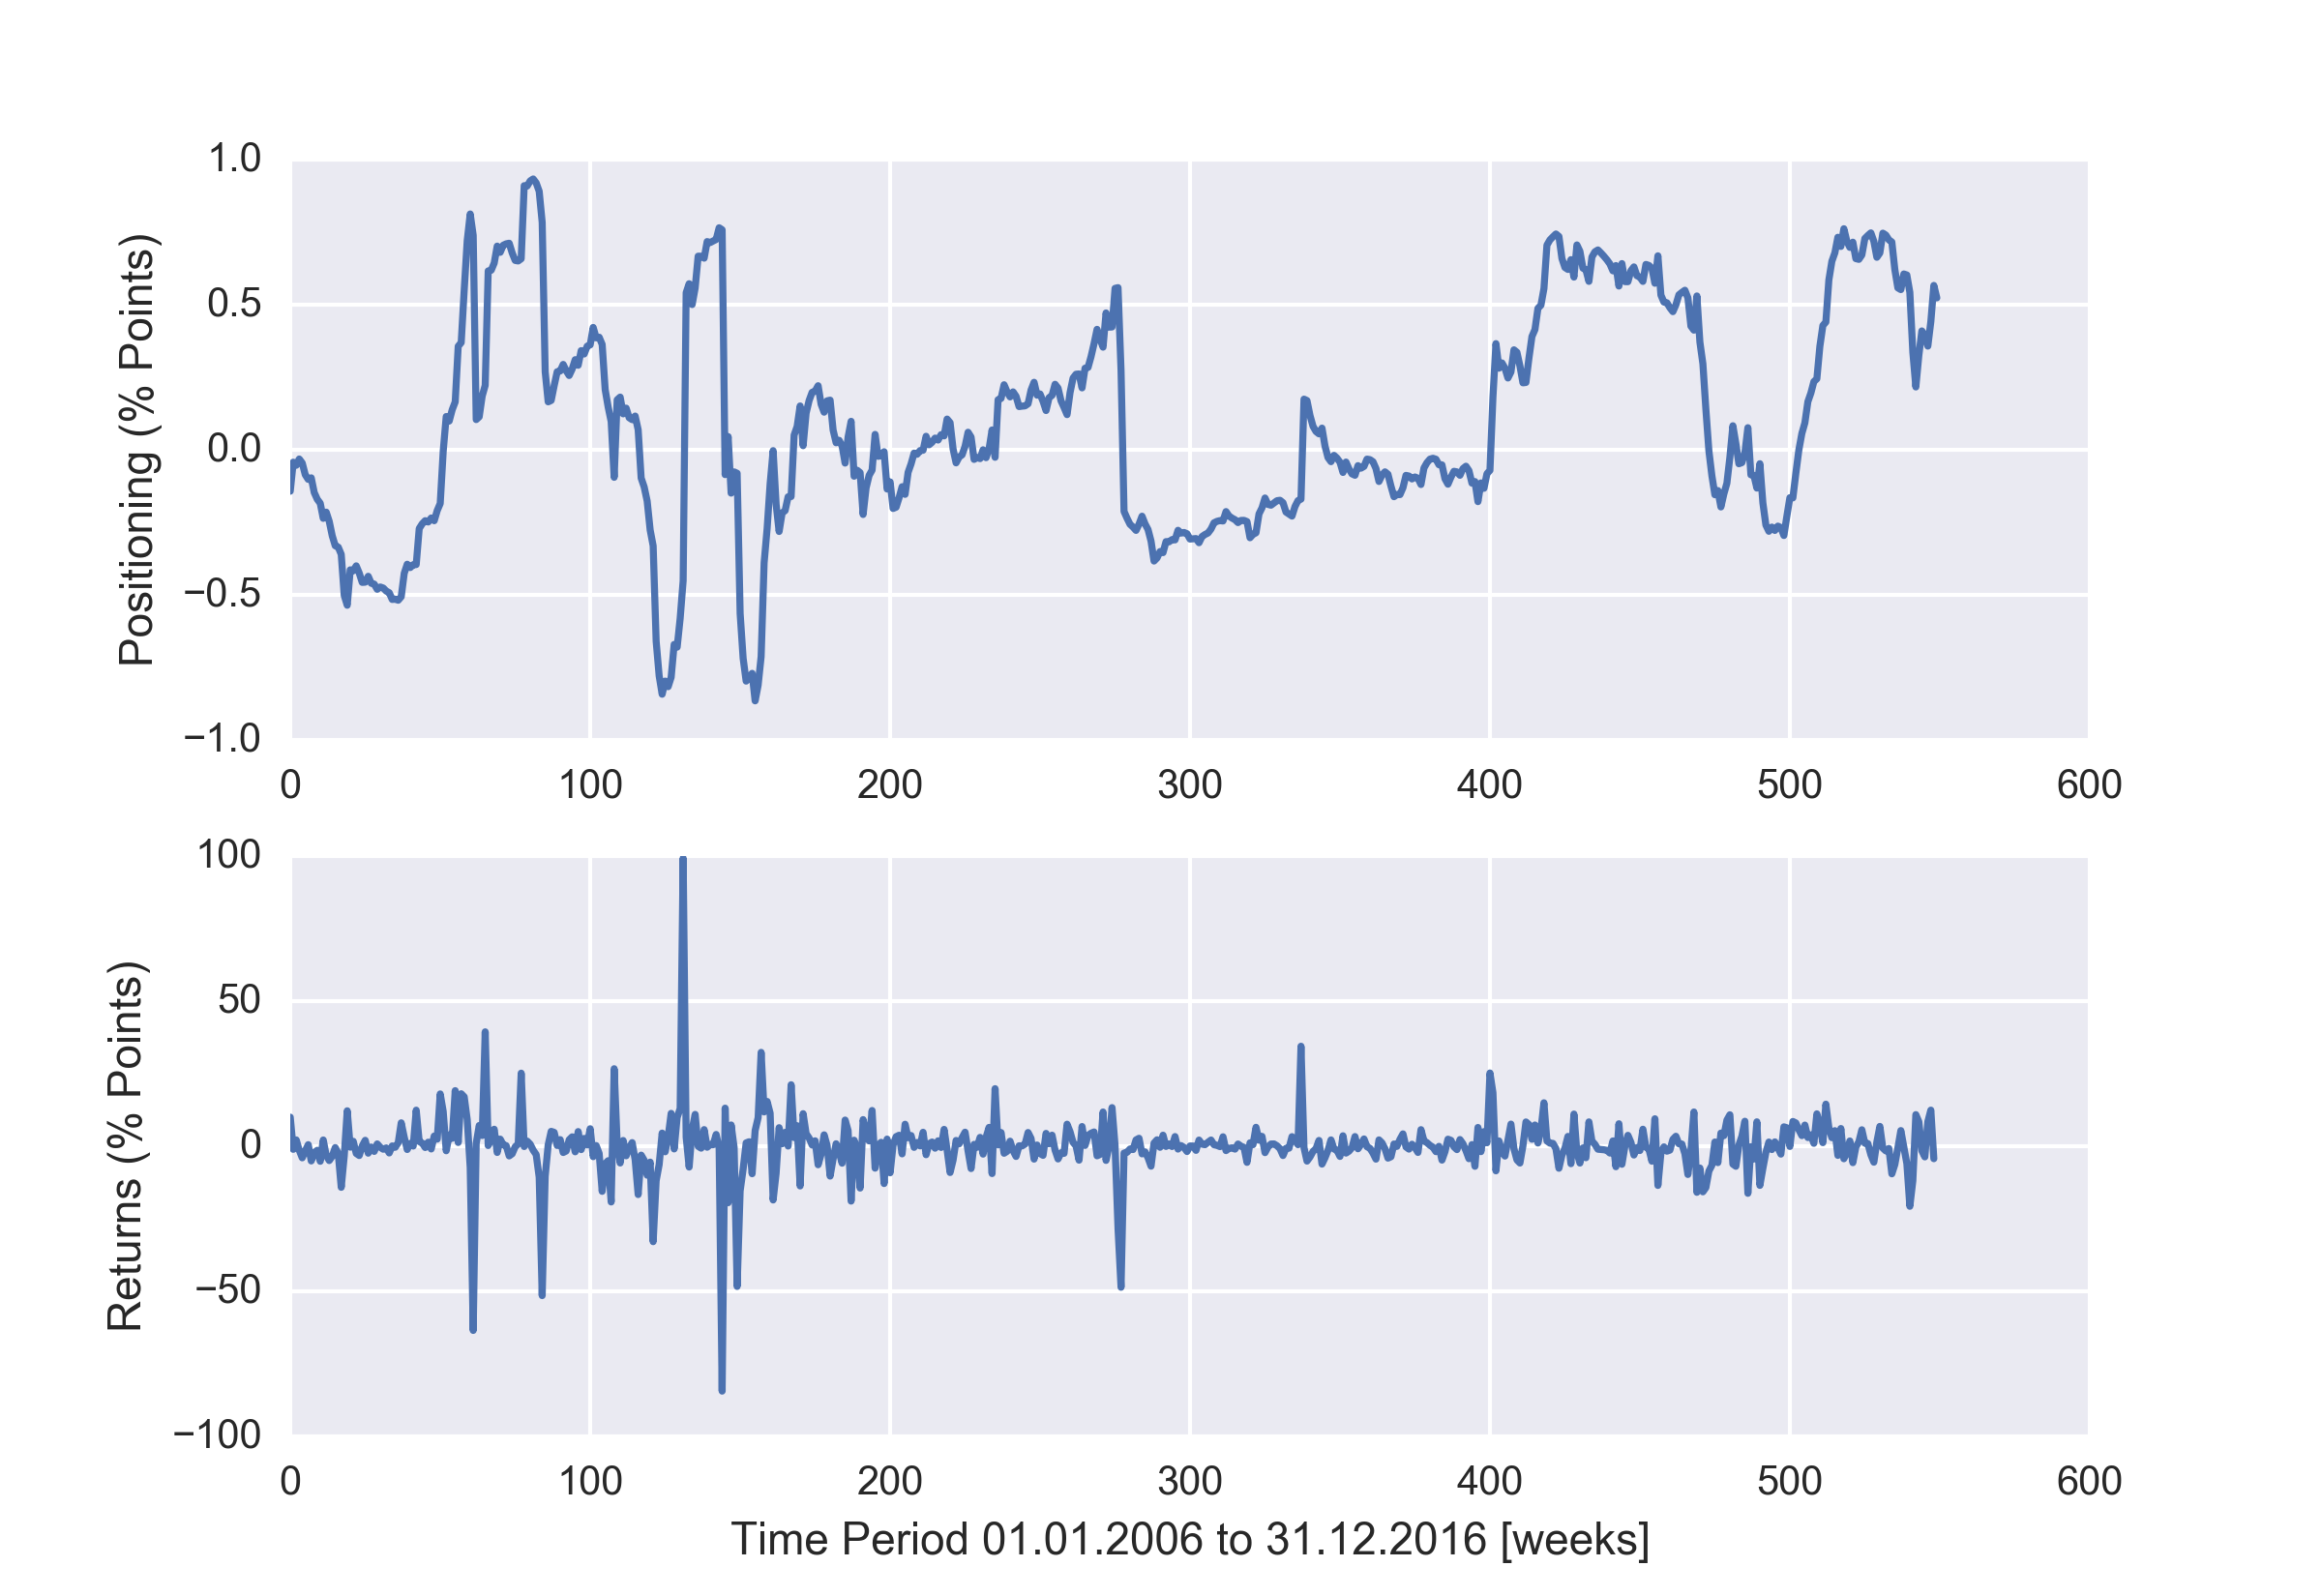 Positioning (% Points)
1.0
0.5
0.0
−0.5
−1.0
0 100 200 300 400 500 600
Returns (% Points)
100
50
0
−50
−100
0 100 200 300 400 500 600
Time Period 01.01.2006 to 31.12.2016 [weeks]